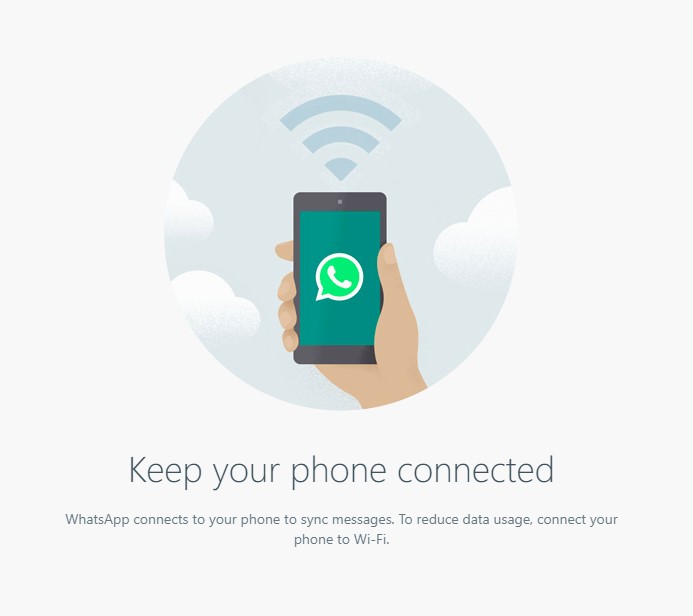 Keep your phone connected
WhatsApp connects to your phone to sync messages. To reduce data usage, connect your
phone to Wi-Fi.